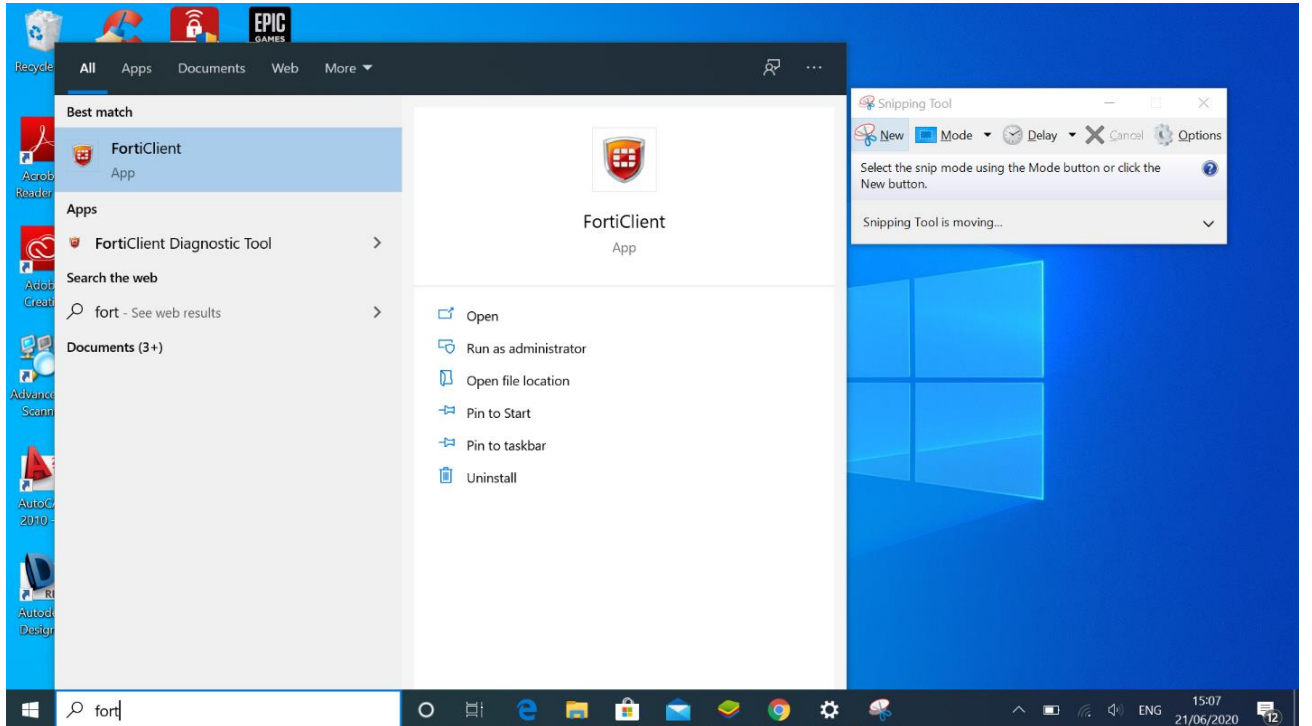 EPIC
GAMES
Recycle
All Apps Documents Web More
Best match
FortiClient
App
Apps
FortiClient Diagnostic Tool
Search the web
fort - See web results
Documents (3+)
FortiClient
App
Open
Run as administrator
Open file location
Pin to Start
Pin to taskbar
Uninstall
Snipping Tool
New Mode Delay Cancel Options
Select the snip mode using the Mode button or click the
New button.
Snipping Tool is moving...
Acrob
Reader
Adob
Creati
Advance
Scann
AutoCA
2010 -
Autode
Design
fort
ENG
15:07
21/06/2020
12